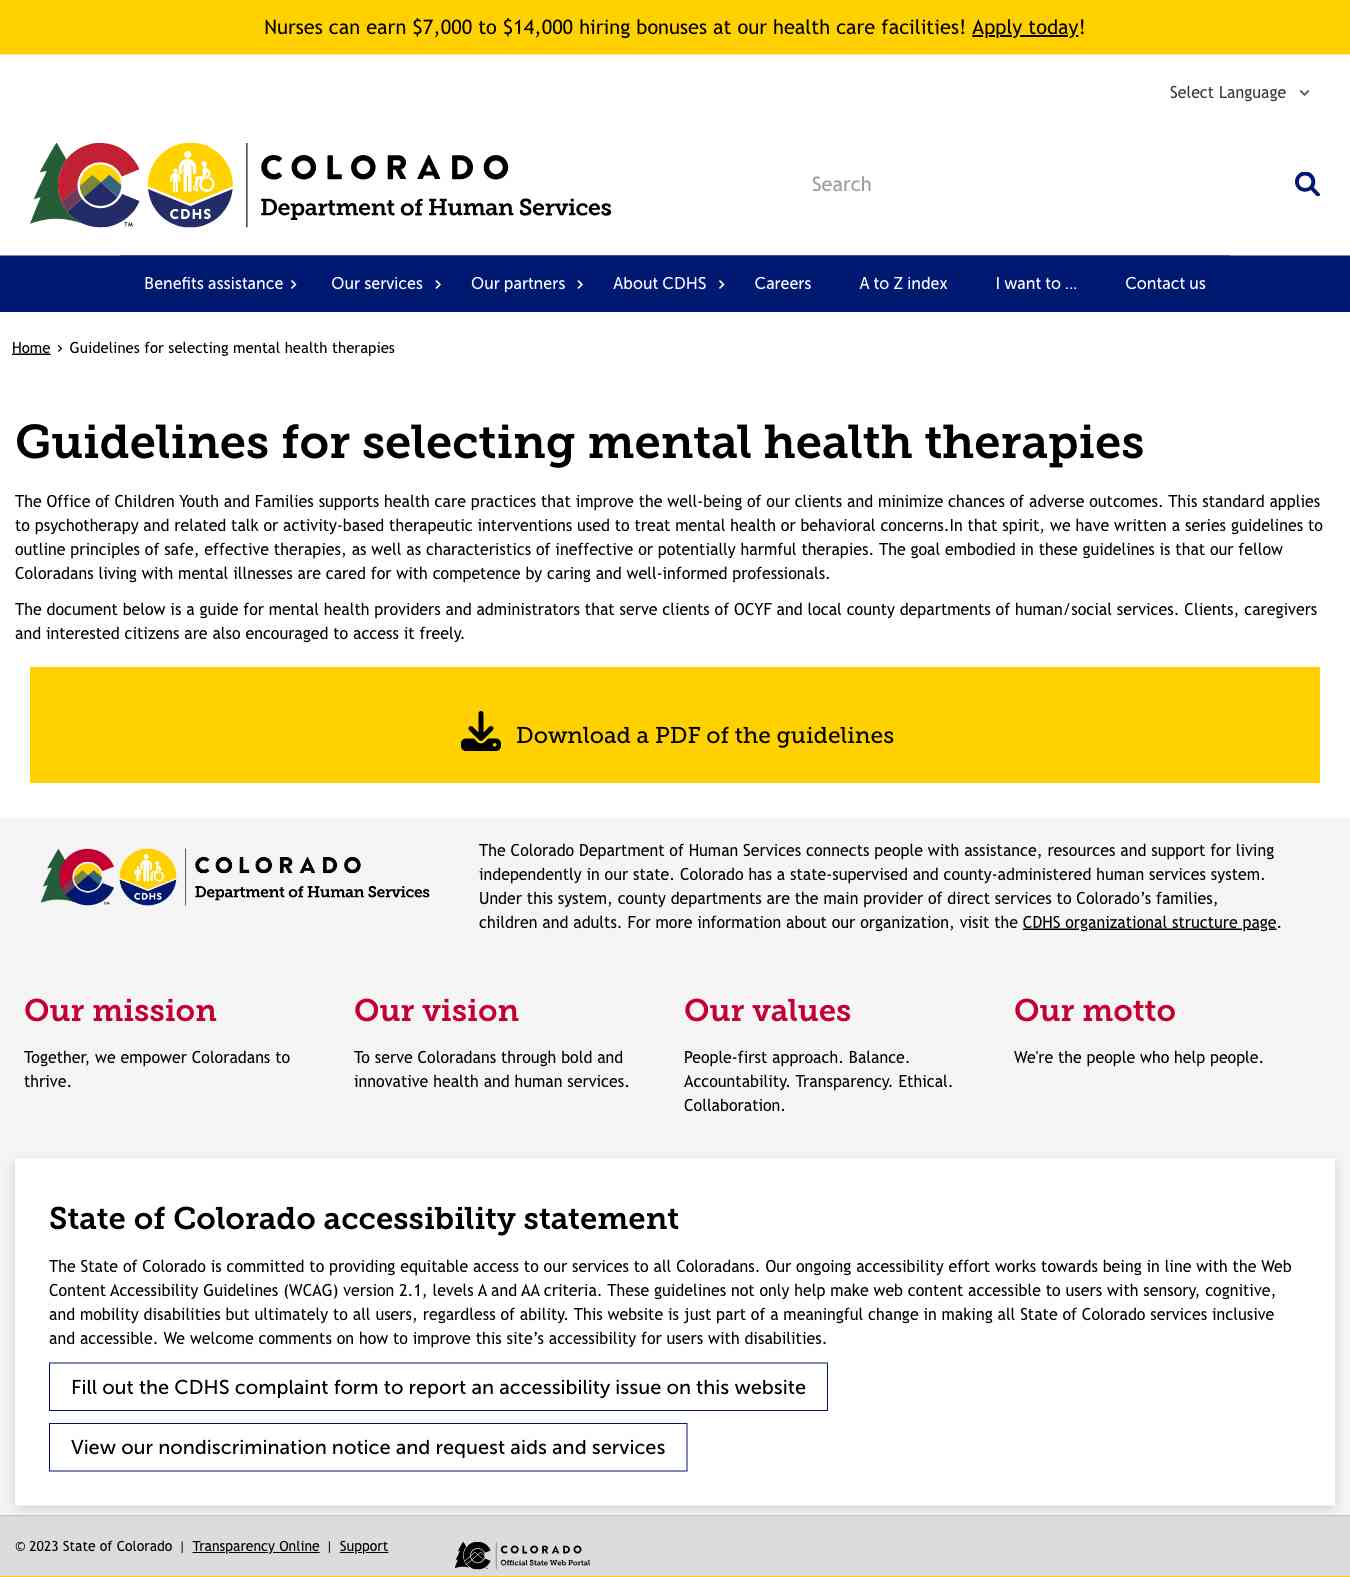 Nurses can earn $7,000 to $14,000 hiring bonuses at our health care facilities! Apply today!
Select Language
CDHS
TM
COLORADO
Department of Human Services
Search
Benefits assistance
Our services
Our partners
About CDHS
Careers
A to Z index
I want to ...
Contact us
Home › Guidelines for selecting mental health therapies
Guidelines for selecting mental health therapies
The Office of Children Youth and Families supports health care practices that improve the well-being of our clients and minimize chances of adverse outcomes. This standard applies
to psychotherapy and related talk or activity-based therapeutic interventions used to treat mental health or behavioral concerns.In that spirit, we have written a series guidelines to
outline principles of safe, effective therapies, as well as characteristics of ineffective or potentially harmful therapies. The goal embodied in these guidelines is that our fellow
Coloradans living with mental illnesses are cared for with competence by caring and well-informed professionals.
The document below is a guide for mental health providers and administrators that serve clients of OCYF and local county departments of human/social services. Clients, caregivers
and interested citizens are also encouraged to access it freely.
Download a PDF of the guidelines
CDHS
TM
COLORADO
Department of Human Services
The Colorado Department of Human Services connects people with assistance, resources and support for living
independently in our state. Colorado has a state-supervised and county-administered human services system.
Under this system, county departments are the main provider of direct services to Colorado’s families,
children and adults. For more information about our organization, visit the CDHS organizational structure page.
Our mission
Together, we empower Coloradans to
thrive.
Our vision
To serve Coloradans through bold and
innovative health and human services.
Our values
People-first approach. Balance.
Accountability. Transparency. Ethical.
Collaboration.
Our motto
We're the people who help people.
State of Colorado accessibility statement
The State of Colorado is committed to providing equitable access to our services to all Coloradans. Our ongoing accessibility effort works towards being in line with the Web
Content Accessibility Guidelines (WCAG) version 2.1, levels A and AA criteria. These guidelines not only help make web content accessible to users with sensory, cognitive,
and mobility disabilities but ultimately to all users, regardless of ability. This website is just part of a meaningful change in making all State of Colorado services inclusive
and accessible. We welcome comments on how to improve this site’s accessibility for users with disabilities.
Fill out the CDHS complaint form to report an accessibility issue on this website
View our nondiscrimination notice and request aids and services
© 2023 State of Colorado | Transparency Online | Support
COLORADO
Official State Web Portal